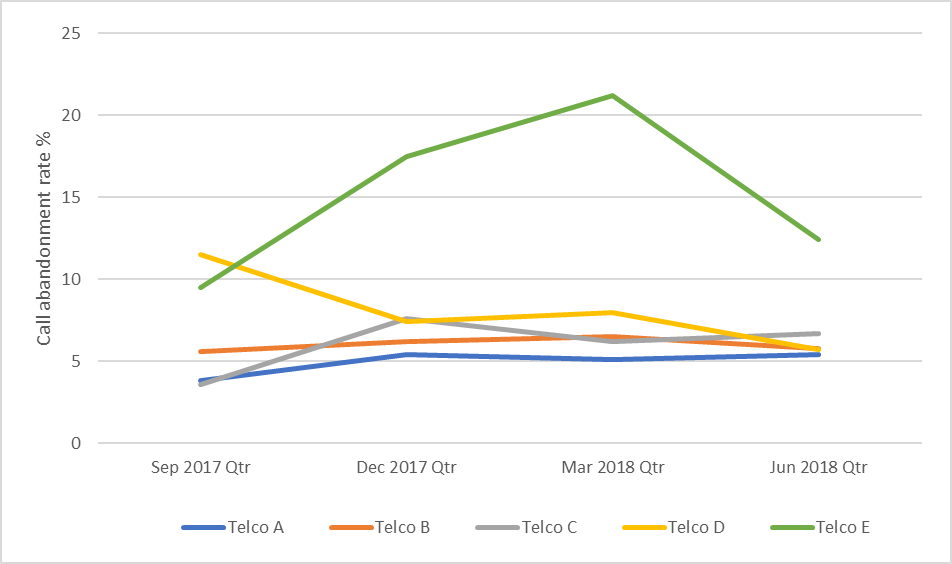 Call abandonment rate %
25
20
15
10
5
0
Sep 2017 Qtr Dec 2017 Qtr Mar 2018 Qtr Jun 2018 Qtr
Telco A Telco B Telco C Telco D Telco E